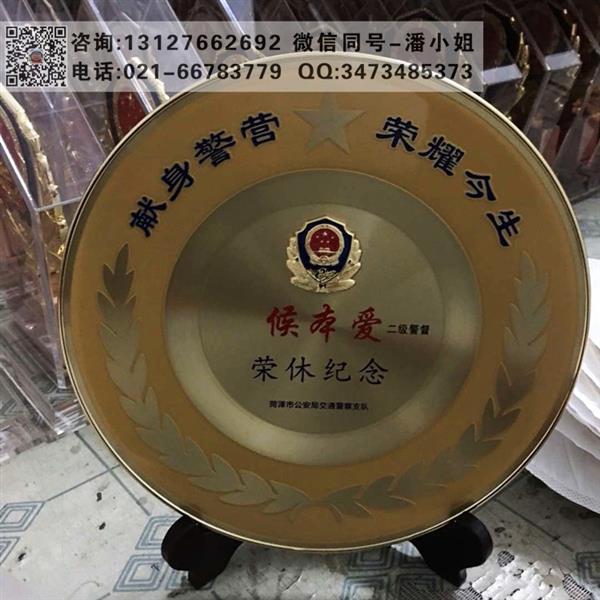 咨询:13127662692 微信同号-潘小姐
电话:021-66783779 QQ:3473485373
献身警营 荣耀今生
候本爱 二级警督
荣休纪念
菏泽市公安局交通警察支队